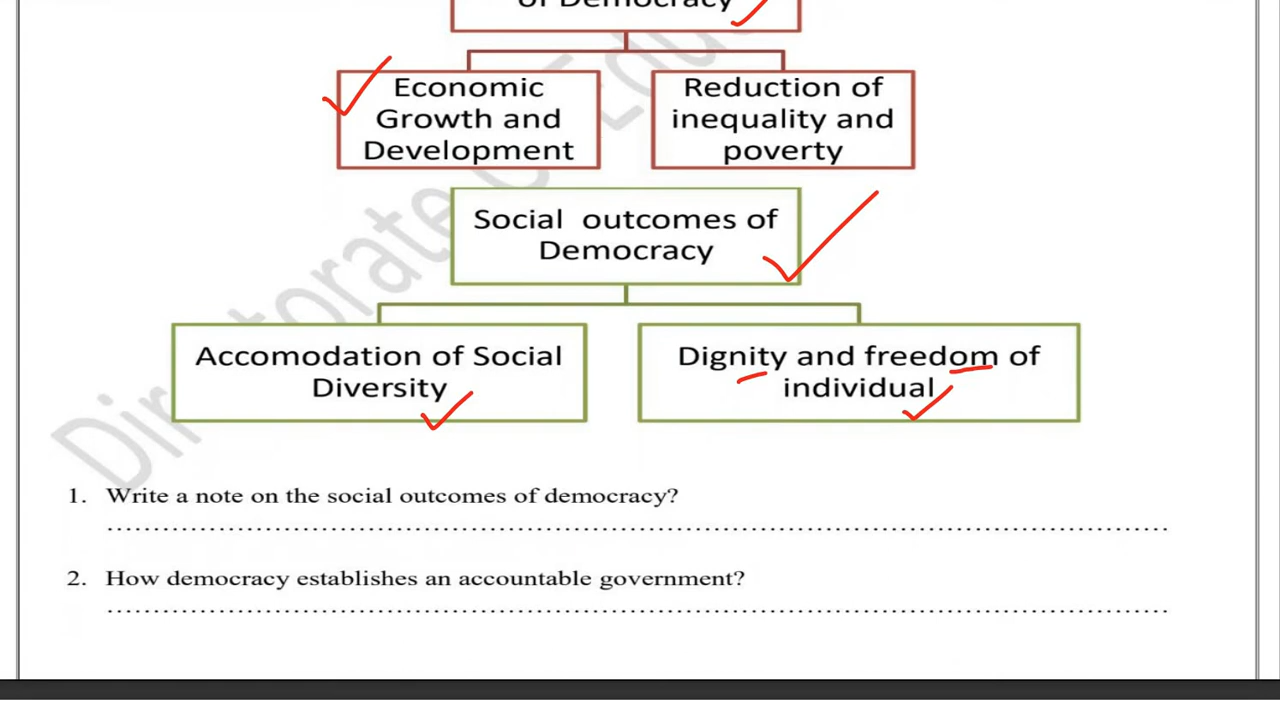 of Democracy
Economic
Growth and
Development
Reduction of
inequality and
poverty
Social outcomes of
Democracy
Accomodation of Social
Diversity
Dignity and freedom of
individual
1. Write a note on the social outcomes of democracy?
2. How democracy establishes an accountable government?